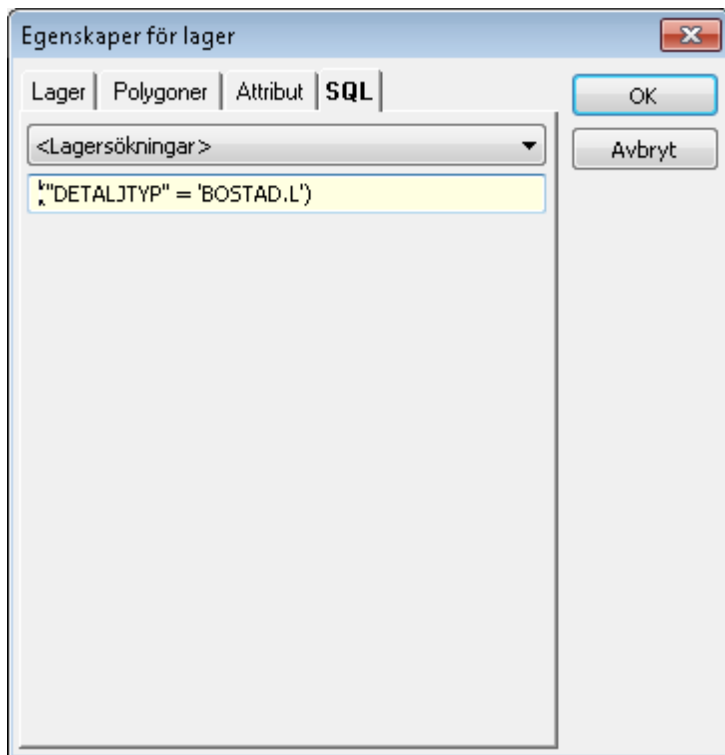 Egenskaper för lager
Lager Polygoner Attribut SQL
OK
<Lagersökningar>
Avbryt
"DETALJTYP" = 'BOSTAD.L')